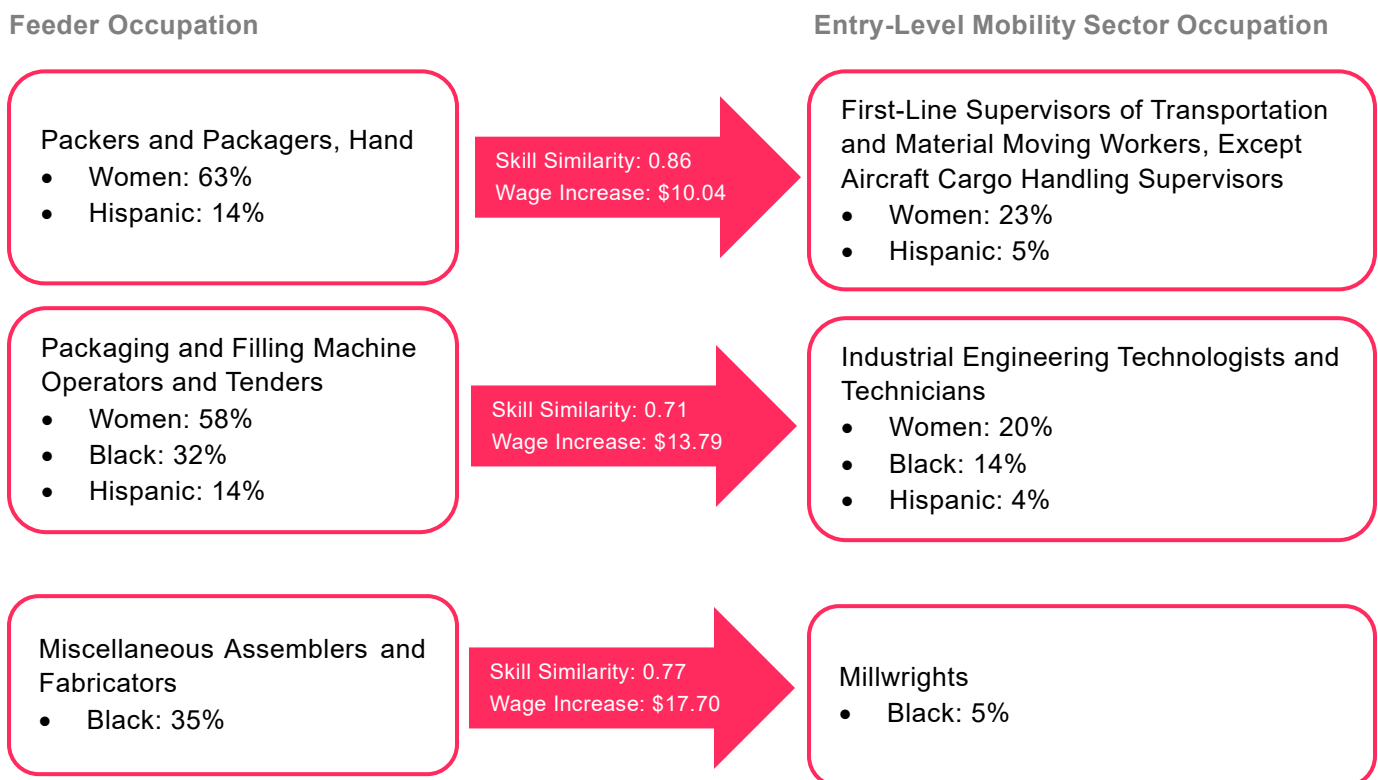 Feeder Occupation
Entry-Level Mobility Sector Occupation
Packers and Packagers, Hand
• Women: 63%
• Hispanic: 14%
Skill Similarity: 0.86
Wage Increase: $10.04
First-Line Supervisors of Transportation
and Material Moving Workers, Except
Aircraft Cargo Handling Supervisors
• Women: 23%
• Hispanic: 5%
Packaging and Filling Machine
Operators and Tenders
• Women: 58%
• Black: 32%
• Hispanic: 14%
Skill Similarity: 0.71
Wage Increase: $13.79
Industrial Engineering Technologists and
Technicians
• Women: 20%
• Black: 14%
• Hispanic: 4%
Miscellaneous Assemblers and
Fabricators
• Black: 35%
Skill Similarity: 0.77
Wage Increase: $17.70
Millwrights
• Black: 5%